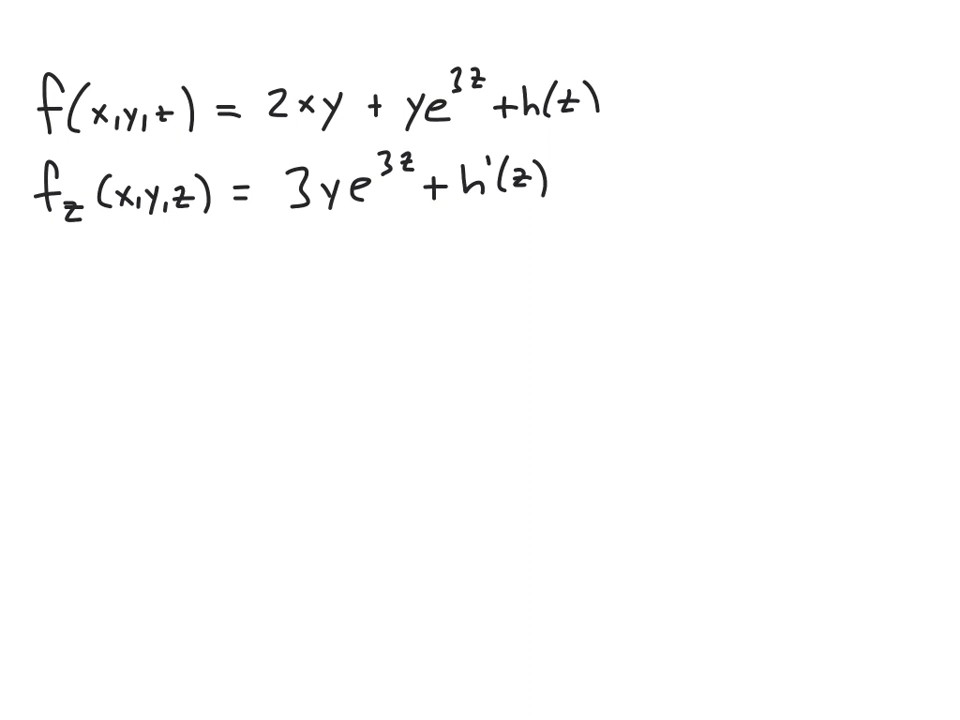 f(x,y,z) = 2xy + ye^{3z} + h(z)
f_z (x,y,z) = 3ye^{3z} + h'(z)